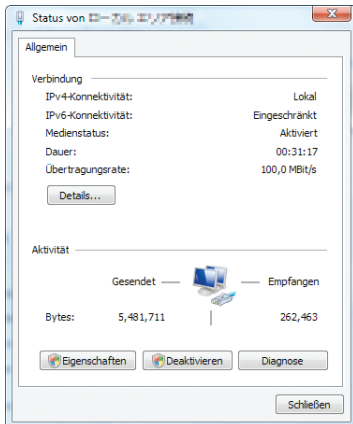 Status von
Allgemein
Verbindung
IPv4-Konnektivität: Lokal
IPv6-Konnektivität: Eingeschränkt
Medienstatus: Aktiviert
Dauer: 00:31:17
Übertragungsrate: 100,0 MBit/s
Details...
Aktivität
Gesendet Empfangen
Bytes: 5,481,711 262,463
Eigenschaften Deaktivieren Diagnose
Schließen